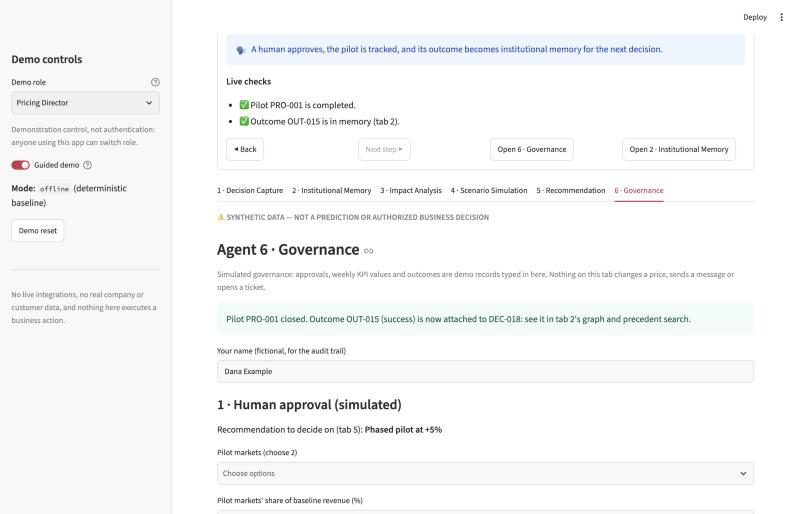 Deploy
Demo controls
Demo role
Pricing Director
Demonstration control, not authentication:
anyone using this app can switch role.
Guided demo
Mode: offline (deterministic
baseline)
Demo reset
No live integrations, no real company or
customer data, and nothing here executes a
business action.
A human approves, the pilot is tracked, and its outcome becomes institutional memory for the next decision.
Live checks
Pilot PRO-001 is completed.
Outcome OUT-015 is in memory (tab 2).
◂ Back
Next step ▸
Open 6 · Governance
Open 2 · Institutional Memory
1 · Decision Capture
2 · Institutional Memory
3 · Impact Analysis
4 · Scenario Simulation
5 · Recommendation
6 · Governance
SYNTHETIC DATA — NOT A PREDICTION OR AUTHORIZED BUSINESS DECISION
Agent 6 · Governance
Simulated governance: approvals, weekly KPI values and outcomes are demo records typed in here. Nothing on this tab changes a price, sends a message or
opens a ticket.
Pilot PRO-001 closed. Outcome OUT-015 (success) is now attached to DEC-018: see it in tab 2's graph and precedent search.
Your name (fictional, for the audit trail)
Dana Example
1 · Human approval (simulated)
Recommendation to decide on (tab 5): Phased pilot at +5%
Pilot markets (choose 2)
Choose options
Pilot markets' share of baseline revenue (%)